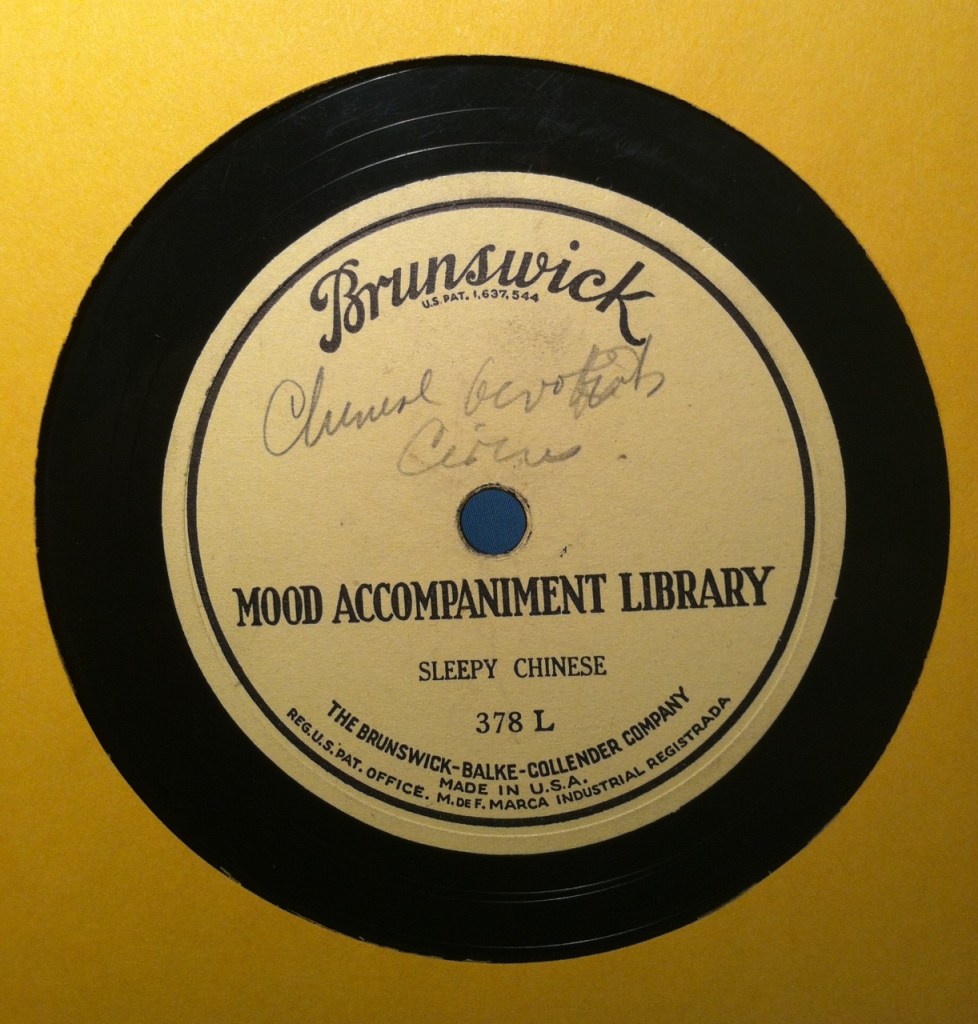 Brunswick
U.S. PAT. 1,637,544
Chinese
Circus.
MOOD ACCOMPANIMENT LIBRARY
SLEEPY CHINESE
378 L
THE BRUNSWICK-BALKE-COLLENDER COMPANY
MADE IN U.S.A.
REG. U.S. PAT. OFFICE. M. DE F. MARCA INDUSTRIAL REGISTRADA